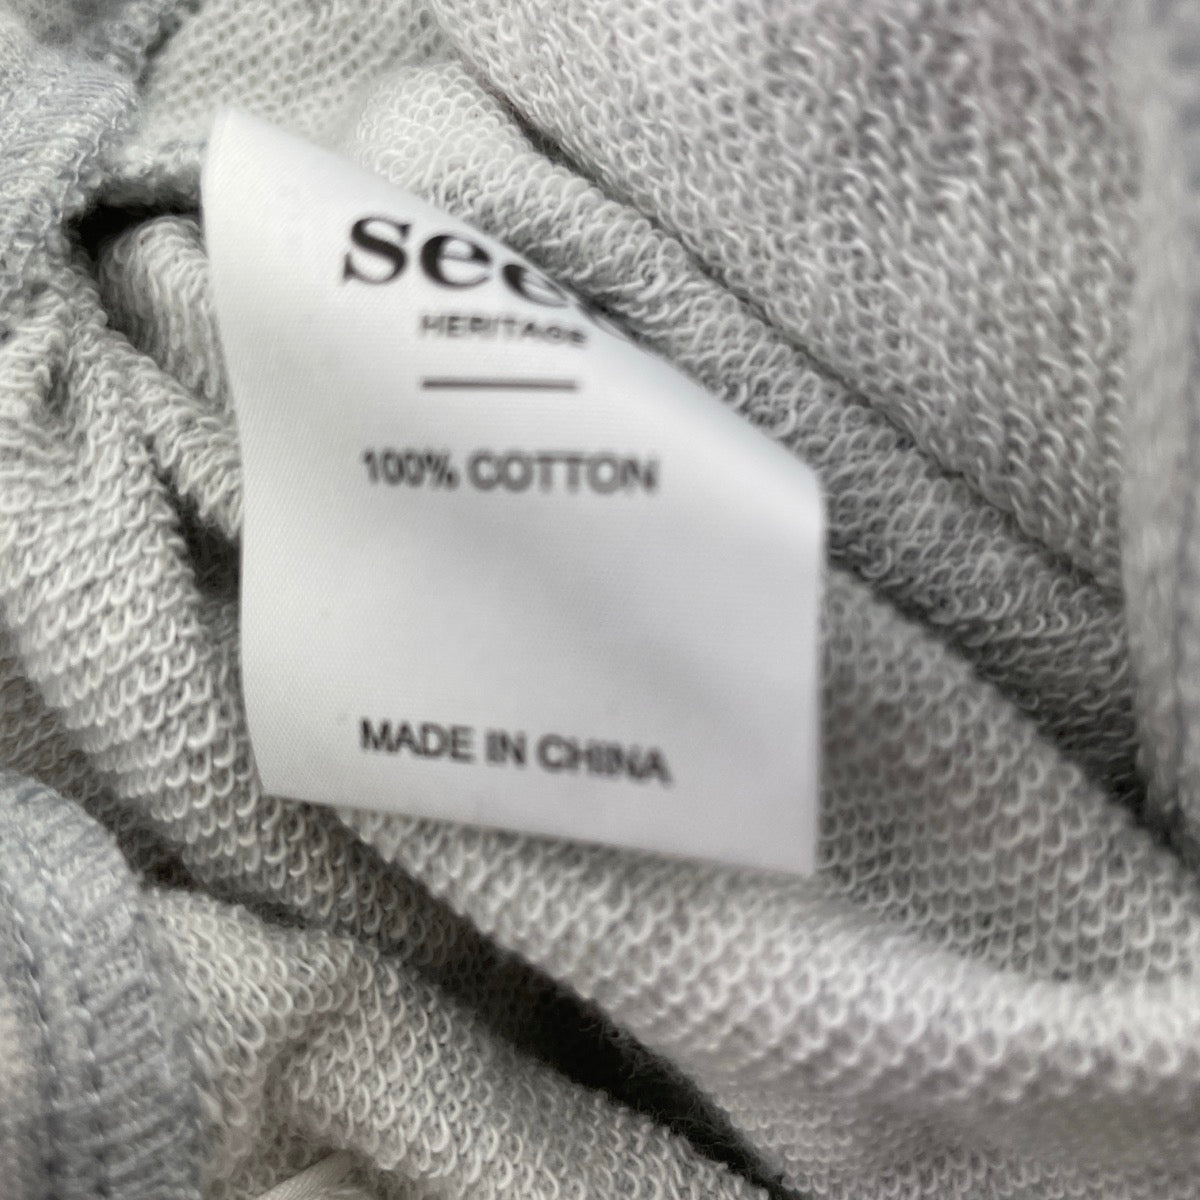 see
HERITAGE
100% COTTON
MADE IN CHINA